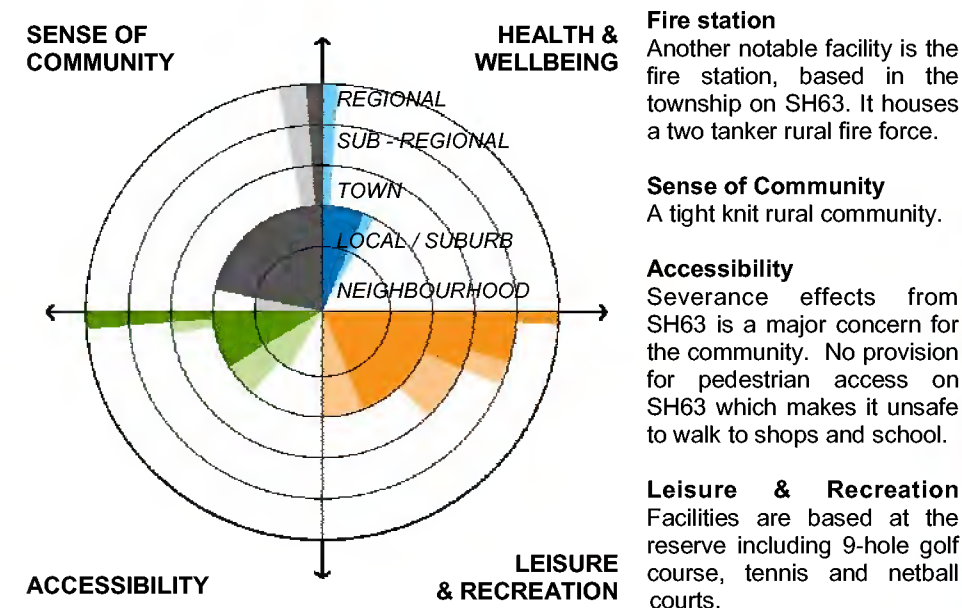 SENSE OF
COMMUNITY
HEALTH &
WELLBEING
REGIONAL
SUB - REGIONAL
TOWN
LOCAL / SUBURB
NEIGHBOURHOOD
ACCESSIBILITY
LEISURE
& RECREATION
Fire station
Another notable facility is the
fire station, based in the
township on SH63. It houses
a two tanker rural fire force.
Sense of Community
A tight knit rural community.
Accessibility
Severance effects from
SH63 is a major concern for
the community. No provision
for pedestrian access on
SH63 which makes it unsafe
to walk to shops and school.
Leisure & Recreation
Facilities are based at the
reserve including 9-hole golf
course, tennis and netball
courts.